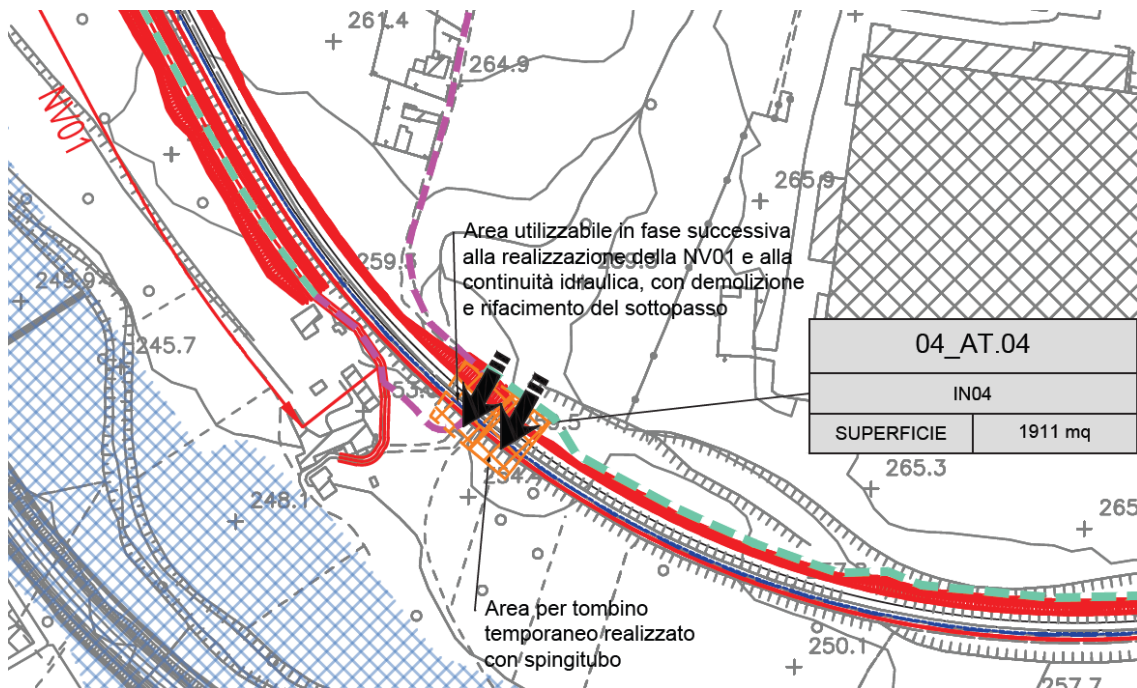 261.4
264.9
NV01
265.9
Area utilizzabile in fase successiva
alla realizzazione della NV01 e alla
continuità idraulica, con demolizione
e rifacimento del sottopasso
249.9
245.7
04_AT.04
IN04
SUPERFICIE 1911 mq
265.3
248.1
Area per tombino
temporaneo realizzato
con spingitubo
250.1
257.7